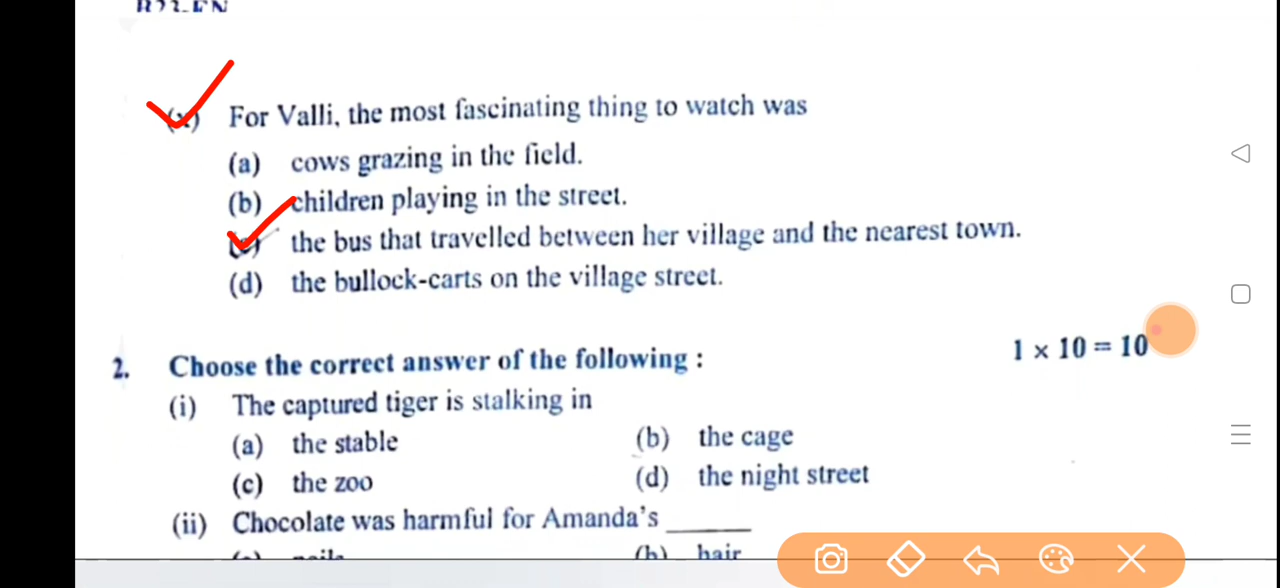 (x) For Valli, the most fascinating thing to watch was
(a) cows grazing in the field.
(b) children playing in the street.
(c) the bus that travelled between her village and the nearest town.
(d) the bullock-carts on the village street.
2. Choose the correct answer of the following : 1 × 10 = 10
(i) The captured tiger is stalking in
(a) the stable (b) the cage
(c) the zoo (d) the night street
(ii) Chocolate was harmful for Amanda's ______
(b) hair